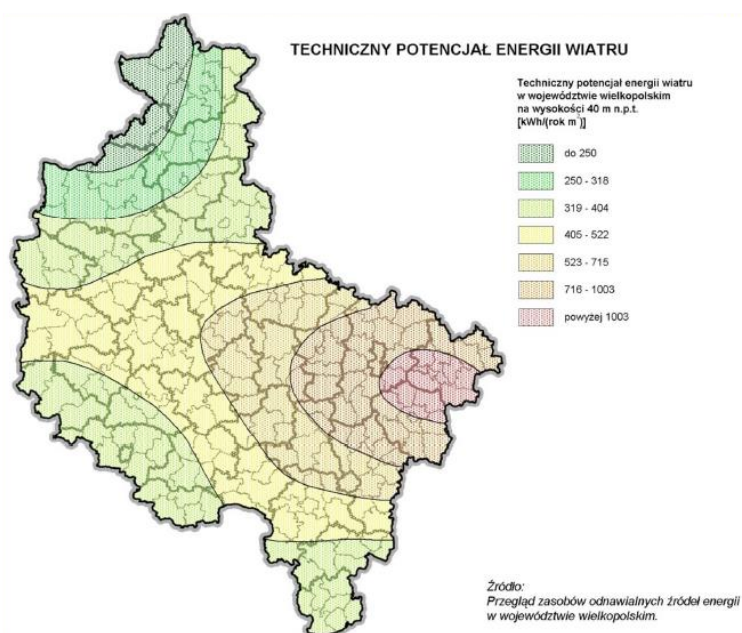 TECHNICZNY POTENCJAŁ ENERGII WIATRU
Techniczny potencjał energii wiatru
w województwie wielkopolskim
na wysokości 40 m n.p.t.
[kWh/(rok m²)]
do 250
250 - 318
319 - 404
405 - 522
523 - 715
716 - 1003
powyżej 1003
Źródło:
Przegląd zasobów odnawialnych źródeł energii
w województwie wielkopolskim.